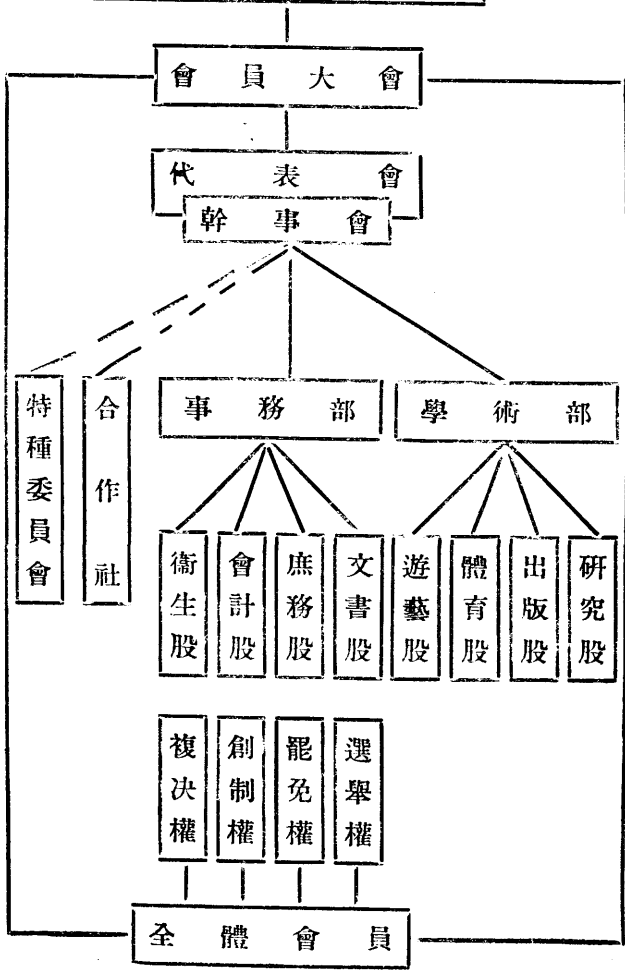 會員大會
代表會
幹事會
特種委員會
合作社
事務部
學術部
衞生股
會計股
庶務股
文書股
遊藝股
體育股
出版股
研究股
複決權
創制權
罷免權
選舉權
全體會員